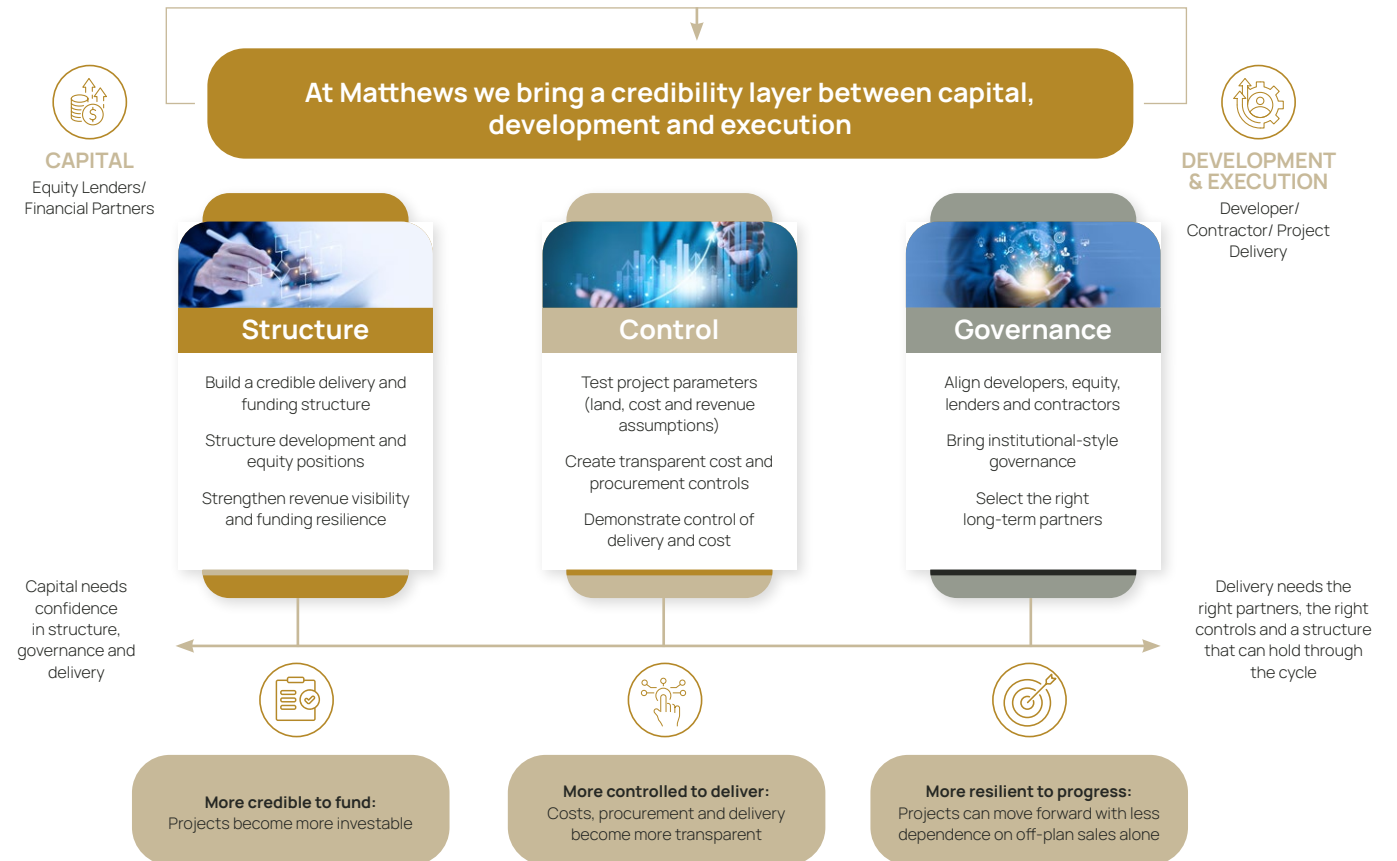 At Matthews we bring a credibility layer between capital,
development and execution
CAPITAL
Equity Lenders/
Financial Partners
DEVELOPMENT
& EXECUTION
Developer/
Contractor/ Project
Delivery
Structure
Build a credible delivery and
funding structure
Structure development and
equity positions
Strengthen revenue visibility
and funding resilience
Control
Test project parameters
(land, cost and revenue
assumptions)
Create transparent cost and
procurement controls
Demonstrate control of
delivery and cost
Governance
Align developers, equity,
lenders and contractors
Bring institutional-style
governance
Select the right
long-term partners
Capital needs
confidence
in structure,
governance and
delivery
Delivery needs the
right partners, the right
controls and a structure
that can hold through
the cycle
More credible to fund:
Projects become more investable
More controlled to deliver:
Costs, procurement and delivery
become more transparent
More resilient to progress:
Projects can move forward with less
dependence on off-plan sales alone